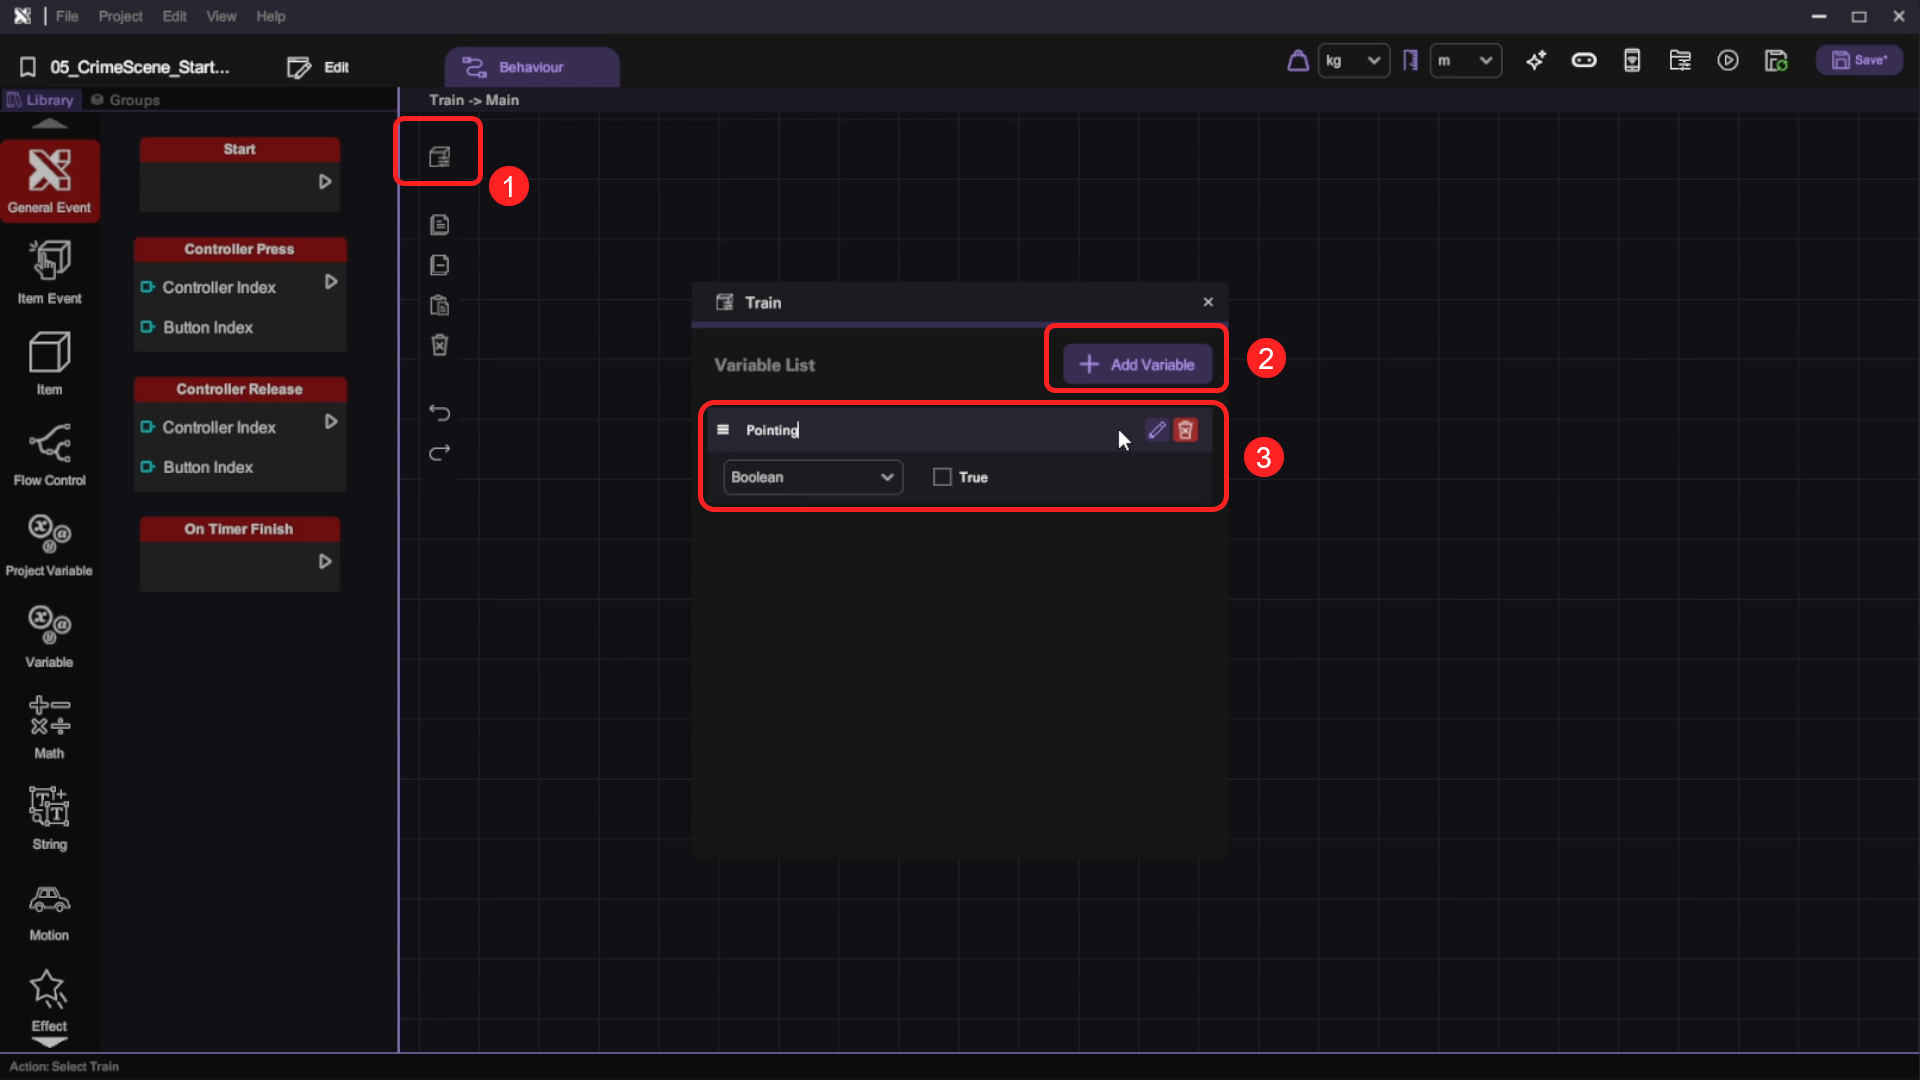 File Project Edit View Help
05_CrimeScene_Start... Edit Behaviour kg m Save*
Library Groups Train -> Main
General Event
Item Event
Item
Flow Control
Project Variable
Variable
Math
String
Motion
Effect
Start
Controller Press
Controller Index
Button Index
Controller Release
Controller Index
Button Index
On Timer Finish
1
Train
Variable List + Add Variable
2
Pointing
Boolean True
3
Action: Select Train